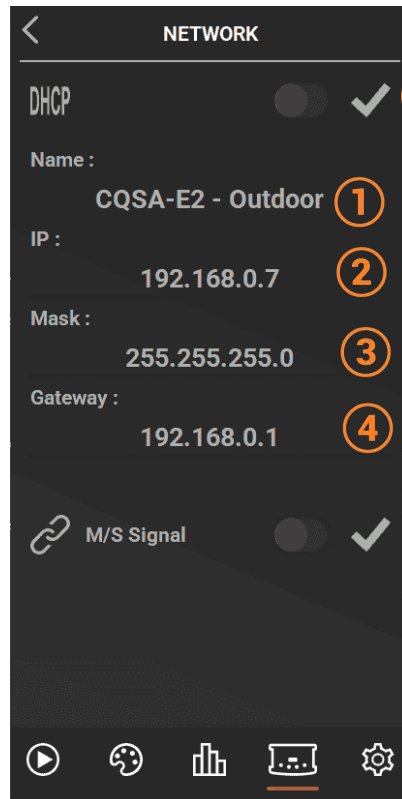 NETWORK
DHCP
Name :
CQSA-E2 - Outdoor 1
IP :
192.168.0.7 2
Mask :
255.255.255.0 3
Gateway :
192.168.0.1 4
M/S Signal